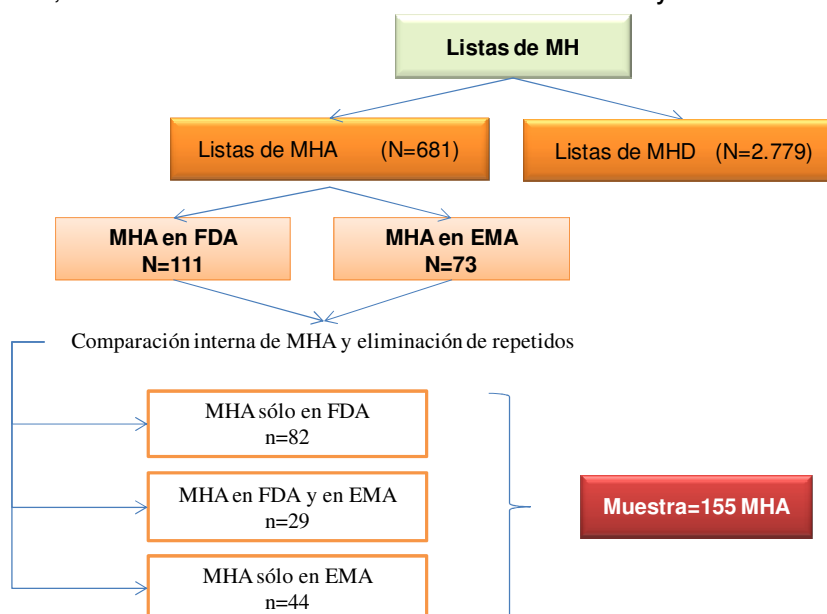 Listas de MH
Listas de MHA (N=681)
Listas de MHD (N=2.779)
MHA en FDA
N=111
MHA en EMA
N=73
Comparación interna de MHA y eliminación de repetidos
MHA sólo en FDA
n=82
MHA en FDA y en EMA
n=29
MHA sólo en EMA
n=44
Muestra=155 MHA